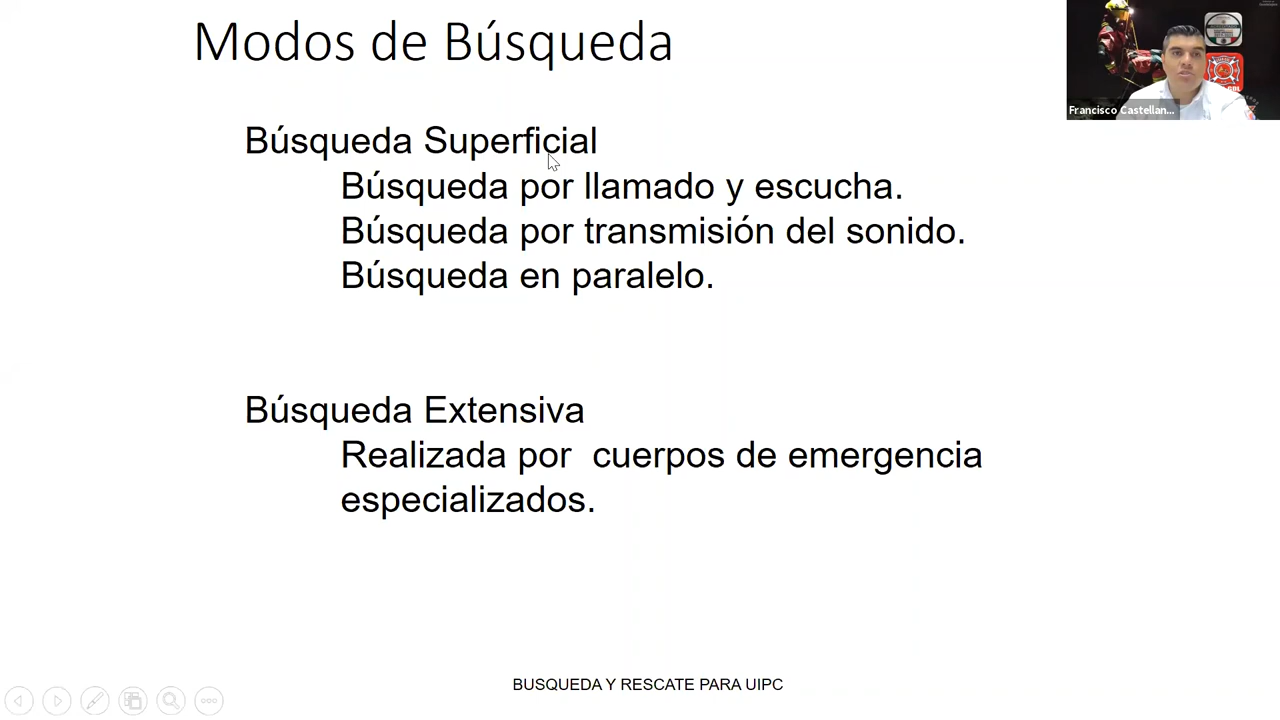 Modos de Búsqueda
Francisco Castellan...
Búsqueda Superficial
Búsqueda por llamado y escucha.
Búsqueda por transmisión del sonido.
Búsqueda en paralelo.
Búsqueda Extensiva
Realizada por cuerpos de emergencia
especializados.
BUSQUEDA Y RESCATE PARA UIPC